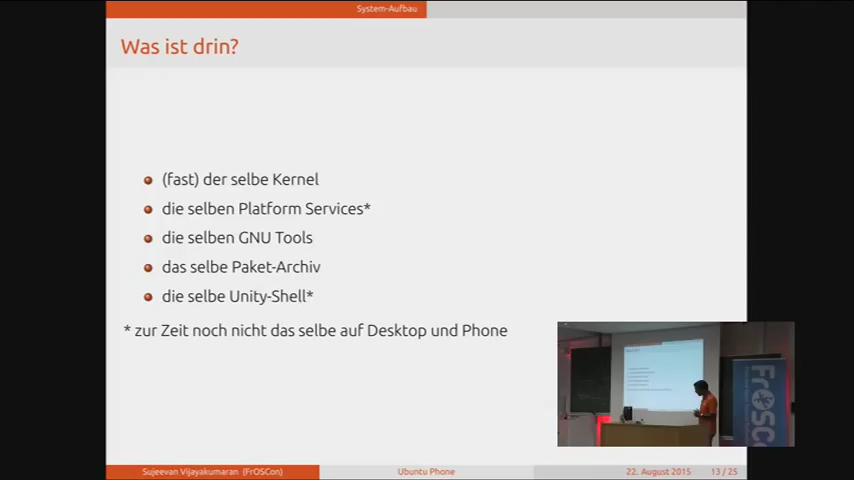 System-Aufbau
Was ist drin?
(fast) der selbe Kernel
die selben Platform Services*
die selben GNU Tools
das selbe Paket-Archiv
die selbe Unity-Shell*
* zur Zeit noch nicht das selbe auf Desktop und Phone
FrOSCo
Sujeevan Vijayakumaran (FrOSCon)
Ubuntu Phone
22. August 2015
13 / 25